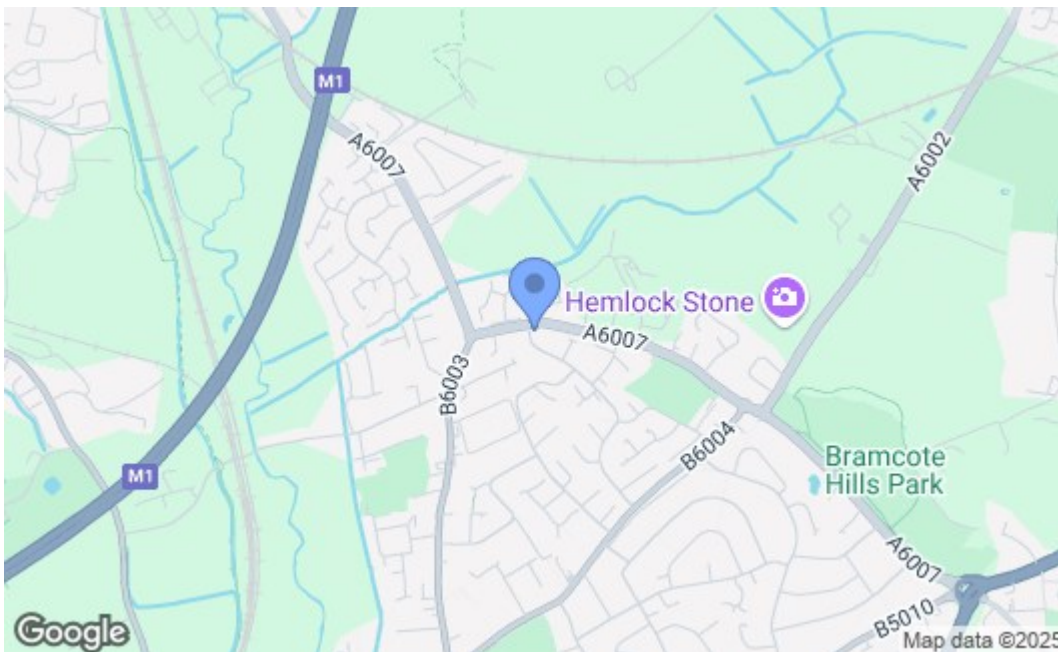 M1
A6007
A6002
Hemlock Stone
A6007
B6003
B6004
Bramcote
Hills Park
M1
A6007
B5010
Google
Map data ©2025